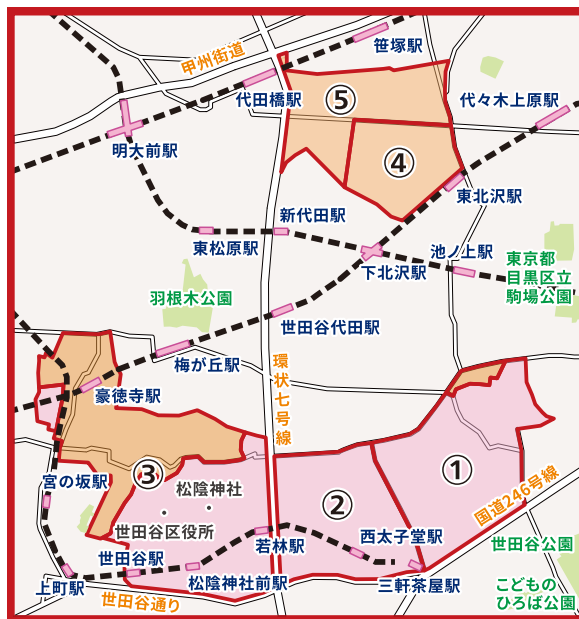 笹塚駅
甲州街道
代田橋駅
⑤
代々木上原駅
明大前駅
④
東北沢駅
新代田駅
東松原駅
池ノ上駅
下北沢駅
東京都
目黒区立
駒場公園
羽根木公園
世田谷代田駅
梅が丘駅
環状七号線
豪徳寺駅
①
③
宮の坂駅
松陰神社
国道246号線
②
世田谷区役所
西太子堂駅
若林駅
世田谷公園
世田谷駅
上町駅
松陰神社前駅
三軒茶屋駅
こどもの
ひろば公園
世田谷通り